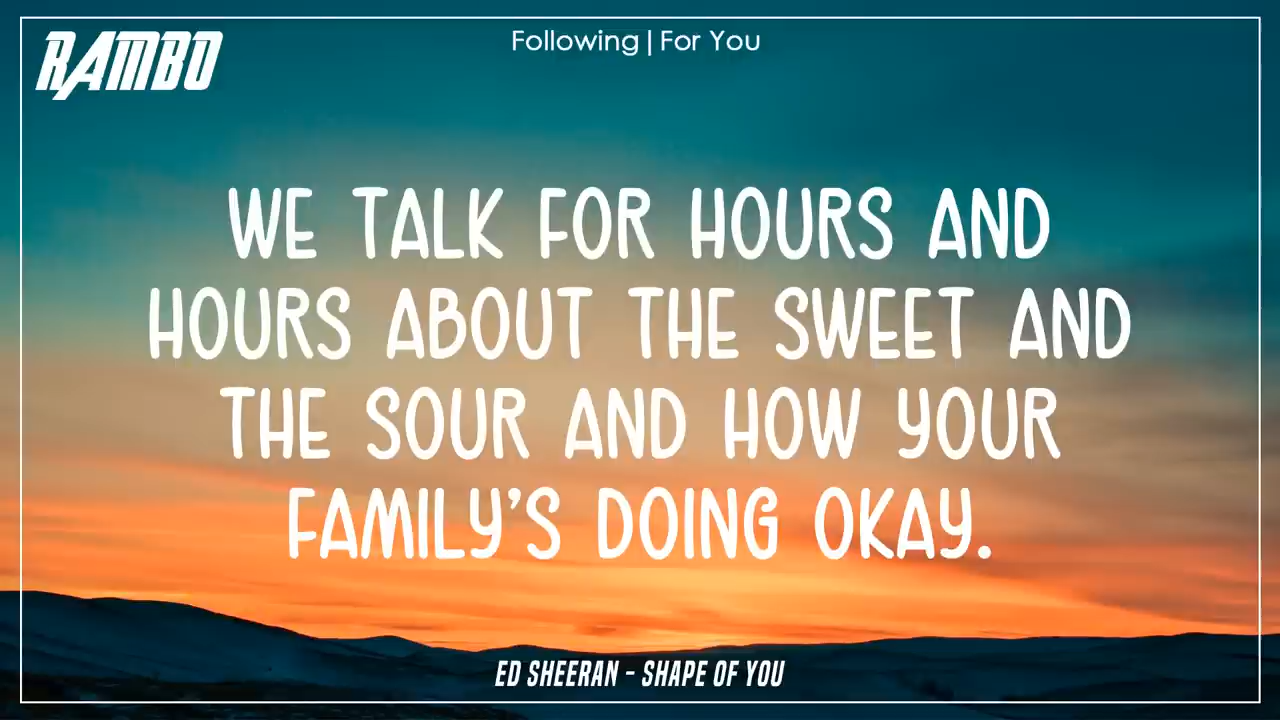 RAMBO
Following | For You
WE TALK FOR HOURS AND
HOURS ABOUT THE SWEET AND
THE SOUR AND HOW YOUR
FAMILY'S DOING OKAY.
ED SHEERAN - SHAPE OF YOU